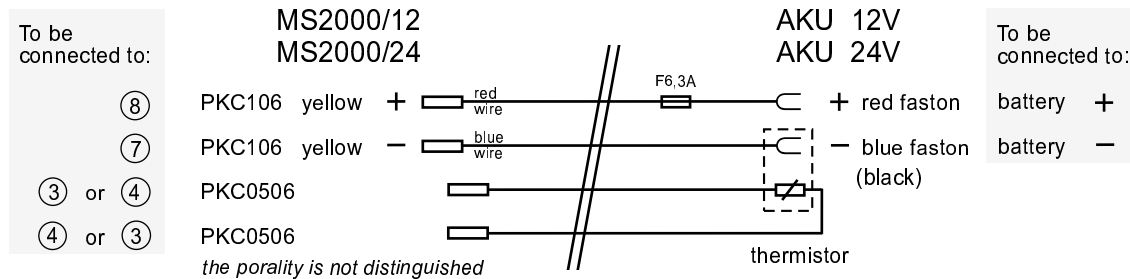 To be
connected to:
MS2000/12
MS2000/24
AKU 12V
AKU 24V
To be
connected to:
8 PKC106 yellow + red wire F6,3A + red faston battery +
7 PKC106 yellow − blue wire − blue faston battery −
(black)
3 or 4 PKC0506
4 or 3 PKC0506
thermistor
the porality is not distinguished